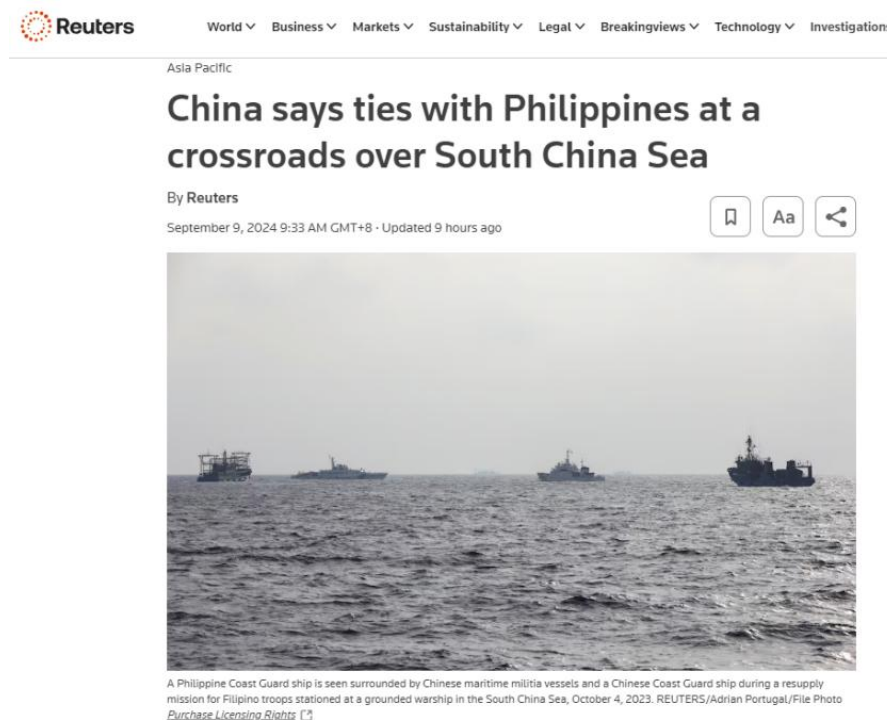 Reuters
World Business Markets Sustainability Legal Breakingviews Technology Investigations
Asia Pacific
China says ties with Philippines at a
crossroads over South China Sea
By Reuters
September 9, 2024 9:33 AM GMT+8 · Updated 9 hours ago
Aa
A Philippine Coast Guard ship is seen surrounded by Chinese maritime militia vessels and a Chinese Coast Guard ship during a resupply
mission for Filipino troops stationed at a grounded warship in the South China Sea, October 4, 2023. REUTERS/Adrian Portugal/File Photo
Purchase Licensing Rights